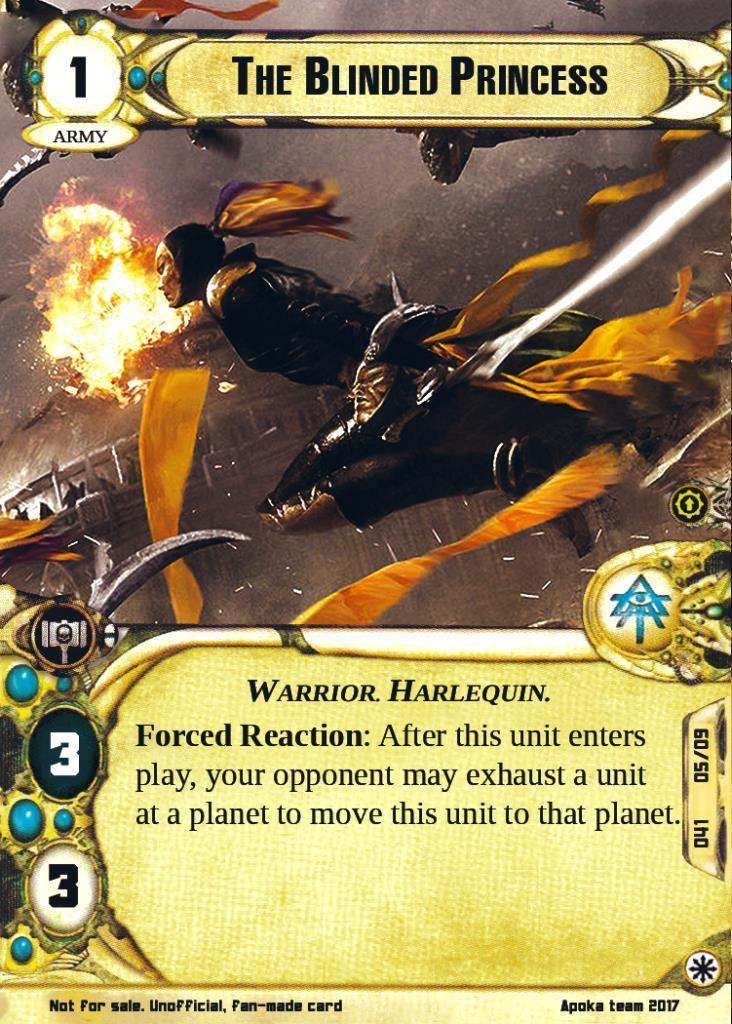 1
THE BLINDED PRINCESS
ARMY
WARRIOR. HARLEQUIN.
Forced Reaction: After this unit enters
play, your opponent may exhaust a unit
at a planet to move this unit to that planet.
3
3
041 05/09
Not for sale. Unofficial, fan-made card
Apoka team 2017